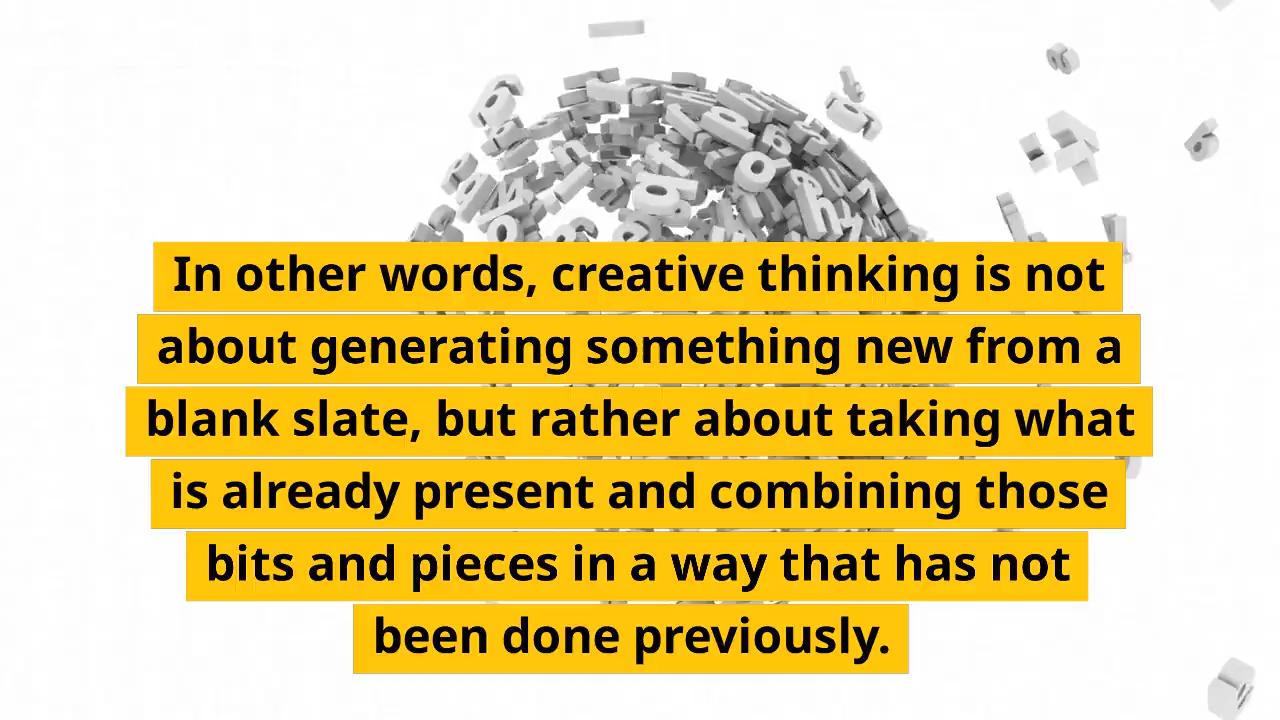 In other words, creative thinking is not
about generating something new from a
blank slate, but rather about taking what
is already present and combining those
bits and pieces in a way that has not
been done previously.